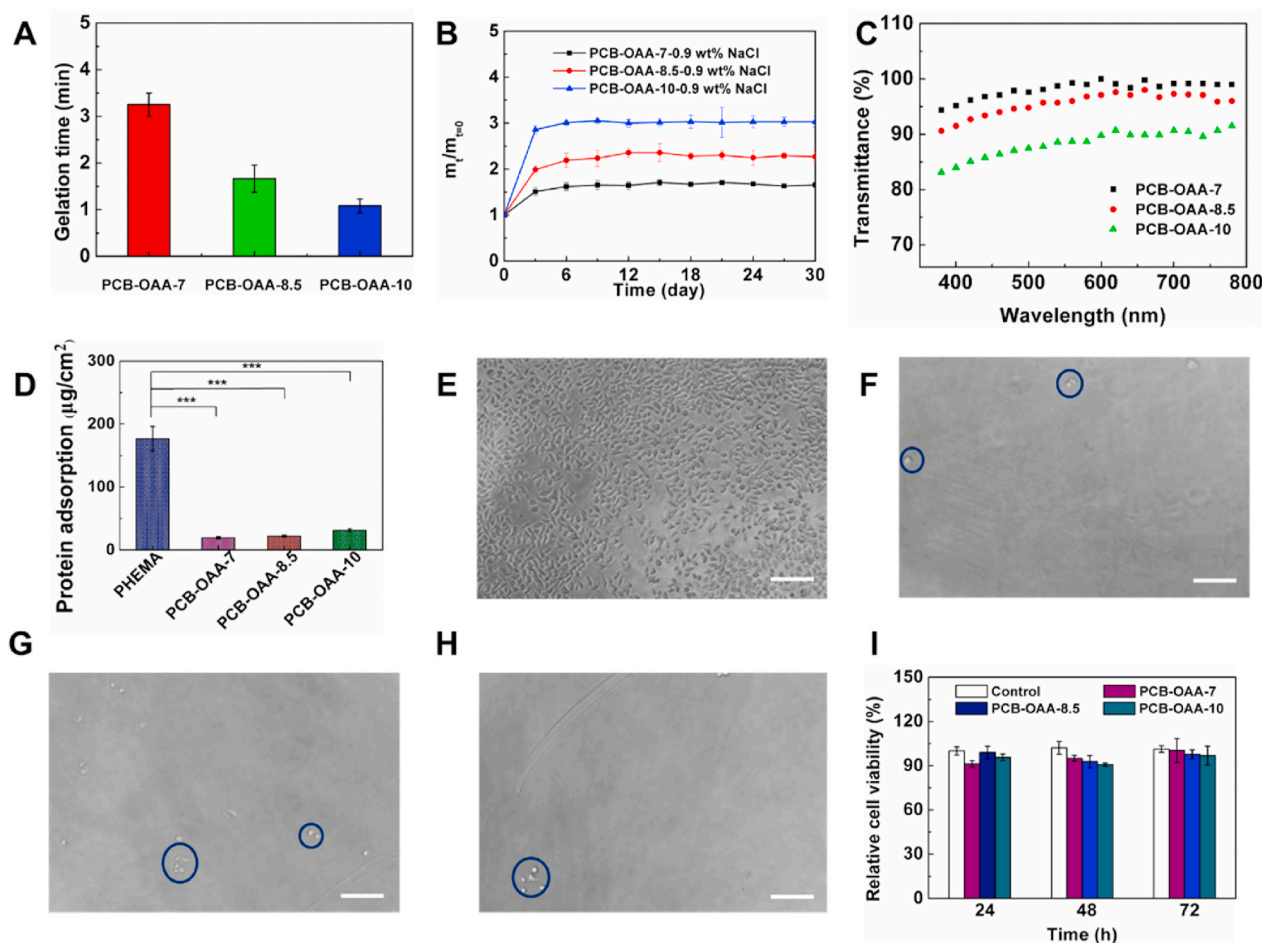 A
Gelation time (min)
5
4
3
2
1
0
PCB-OAA-7 PCB-OAA-8.5 PCB-OAA-10
B
mt/mt=0
5
4
3
2
1
0
PCB-OAA-7-0.9 wt% NaCl
PCB-OAA-8.5-0.9 wt% NaCl
PCB-OAA-10-0.9 wt% NaCl
0 6 12 18 24 30
Time (day)
C
Transmittance (%)
110
100
90
80
70
PCB-OAA-7
PCB-OAA-8.5
PCB-OAA-10
400 500 600 700 800
Wavelength (nm)
D
Protein adsorption (μg/cm²)
300
200
100
0
***
***
***
PHEMA
PCB-OAA-7
PCB-OAA-8.5
PCB-OAA-10
E
F
G
H
I
Relative cell viability (%)
150
120
90
60
30
0
Control PCB-OAA-7
PCB-OAA-8.5 PCB-OAA-10
24 48 72
Time (h)